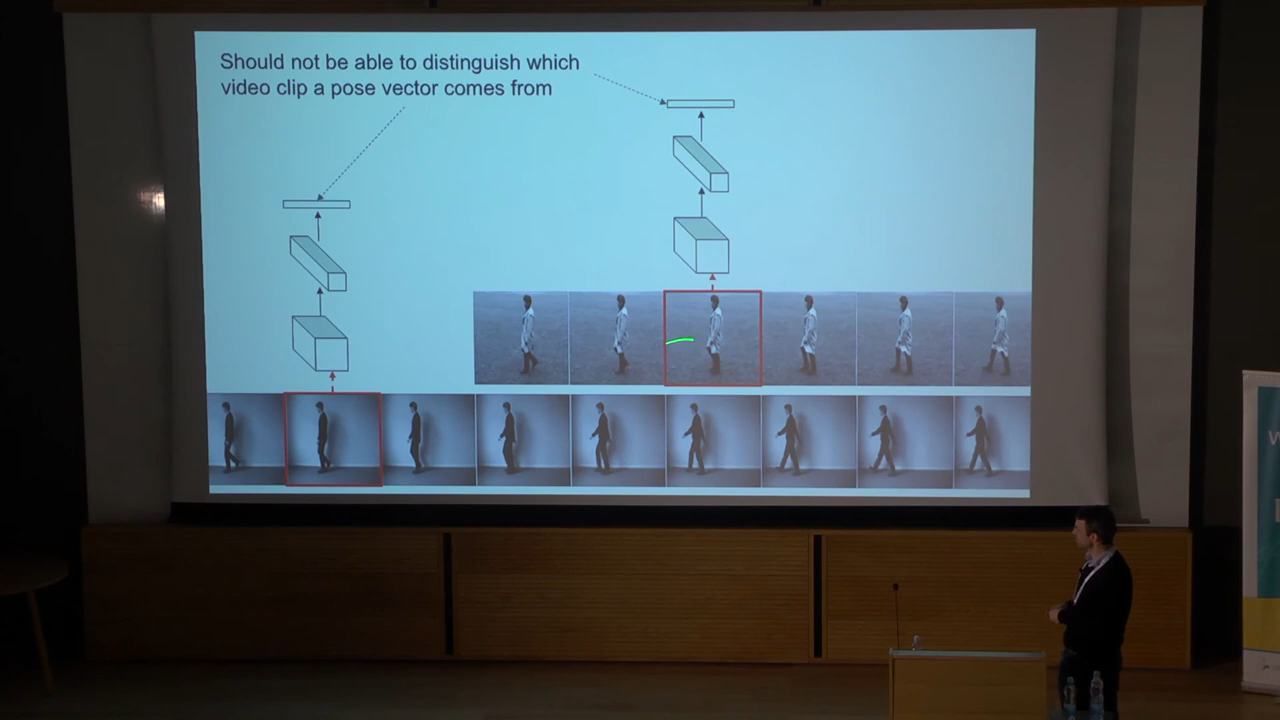 Should not be able to distinguish which
video clip a pose vector comes from